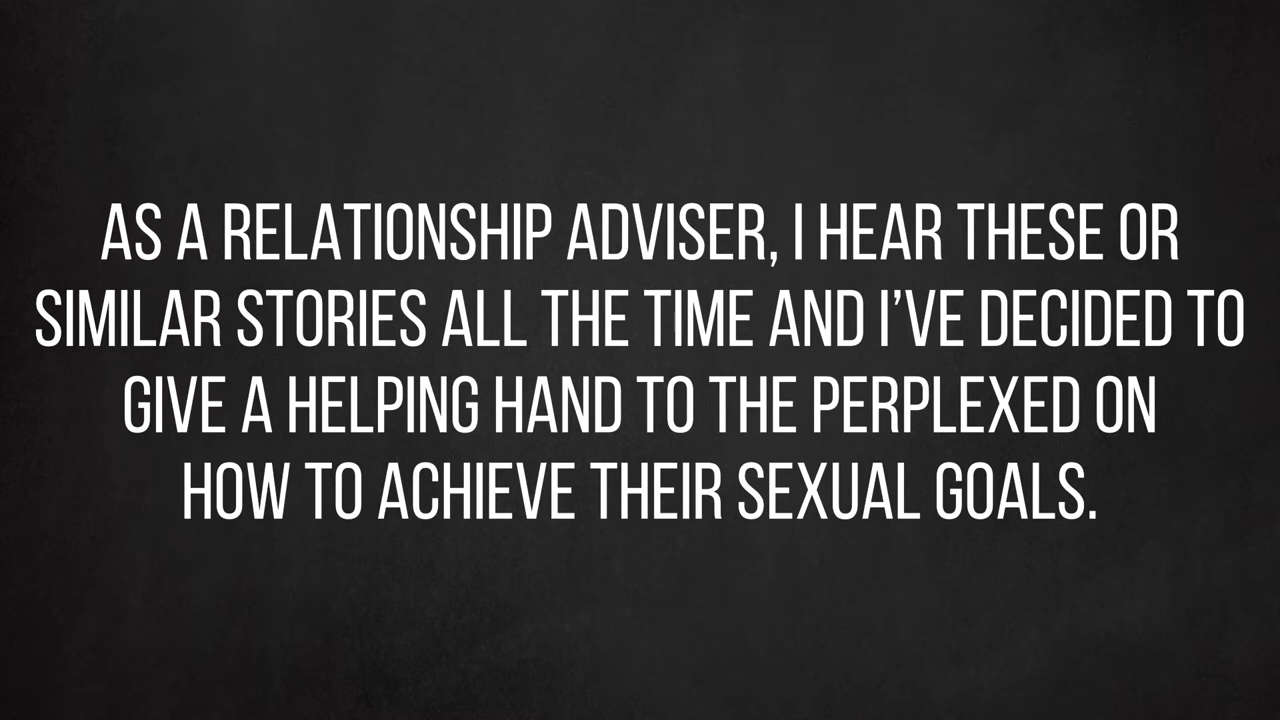 AS A RELATIONSHIP ADVISER, I HEAR THESE OR
SIMILAR STORIES ALL THE TIME AND I’VE DECIDED TO
GIVE A HELPING HAND TO THE PERPLEXED ON
HOW TO ACHIEVE THEIR SEXUAL GOALS.